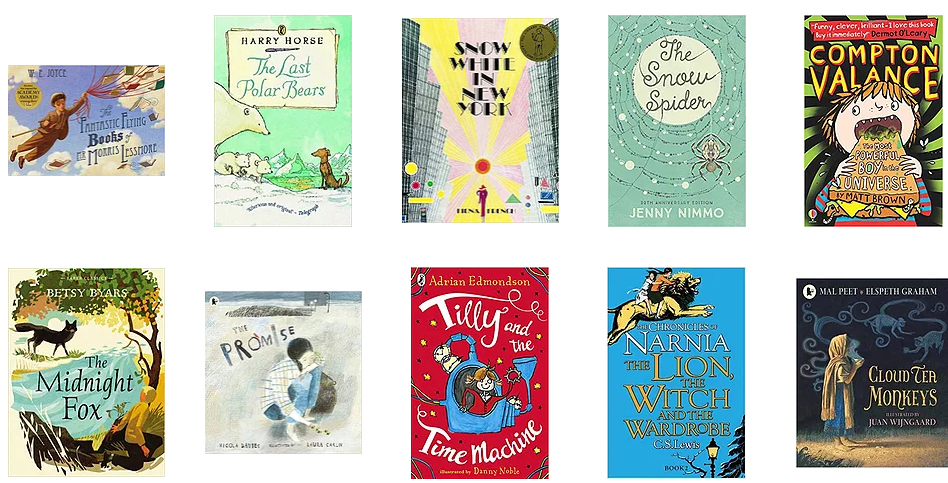 W. E. JOYCE
The
FANTASTIC FLYING
BOOKS of
MR. MORRIS LESSMORE
HARRY HORSE
The Last
Polar Bears
"Hilarious and original" - Telegraph
SNOW
WHITE
IN
NEW
YORK
FIONA FRENCH
The
Snow
Spider
30TH ANNIVERSARY EDITION
JENNY NIMMO
"Funny, clever, brilliant - I love this book
Buy it immediately!" Dermot O'Leary
COMPTON
VALANCE
The MOST
POWERFUL
BOY in the
UNIVERSE
BY MATT BROWN
FABER CLASSICS
BETSY BYARS
The
Midnight
Fox
THE
PROMISE
NICOLA DAVIES
LAURA CARLIN
Adrian Edmondson
Tilly and
the
Time Machine
illustrated by Danny Noble
THE CHRONICLES OF
NARNIA
THE LION,
THE
WITCH
AND THE
WARDROBE
C.S. Lewis
BOOK 2
MAL PEET • ELSPETH GRAHAM
CLOUD TEA
MONKEYS
ILLUSTRATED BY
JUAN WIJNGAARD